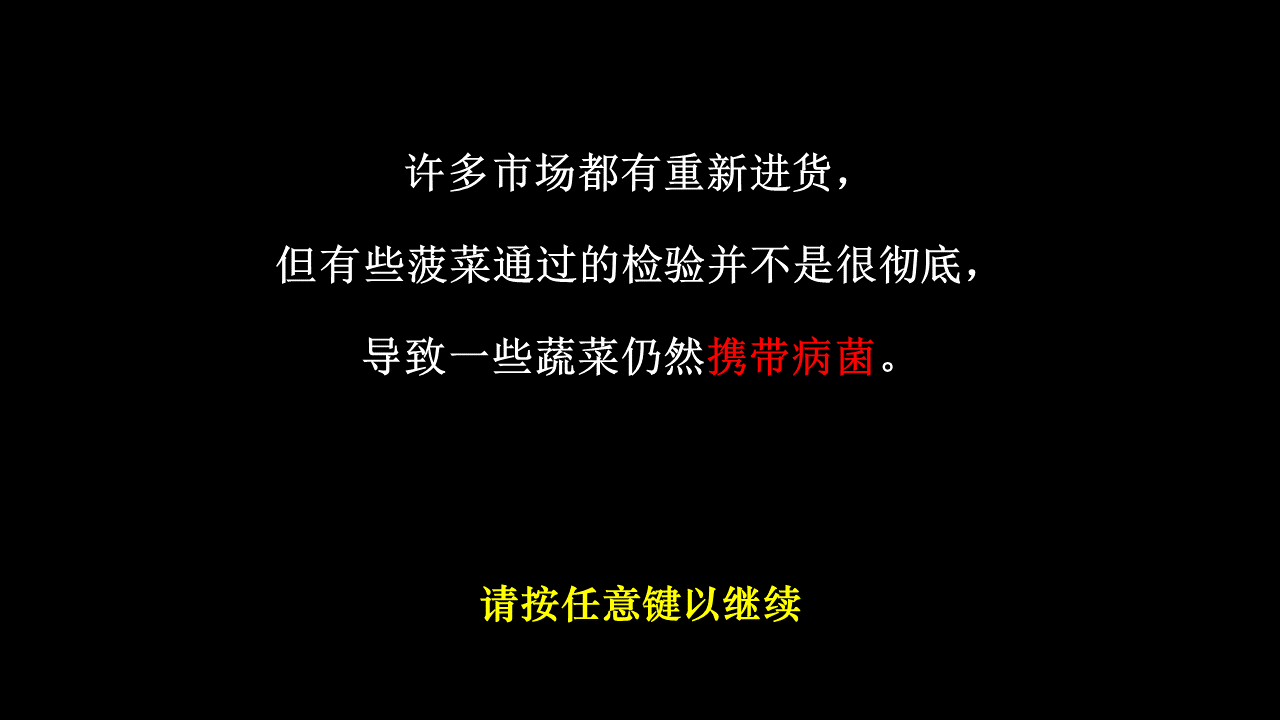 许多市场都有重新进货，
但有些菠菜通过的检验并不是很彻底，
导致一些蔬菜仍然携带病菌。
请按任意键以继续